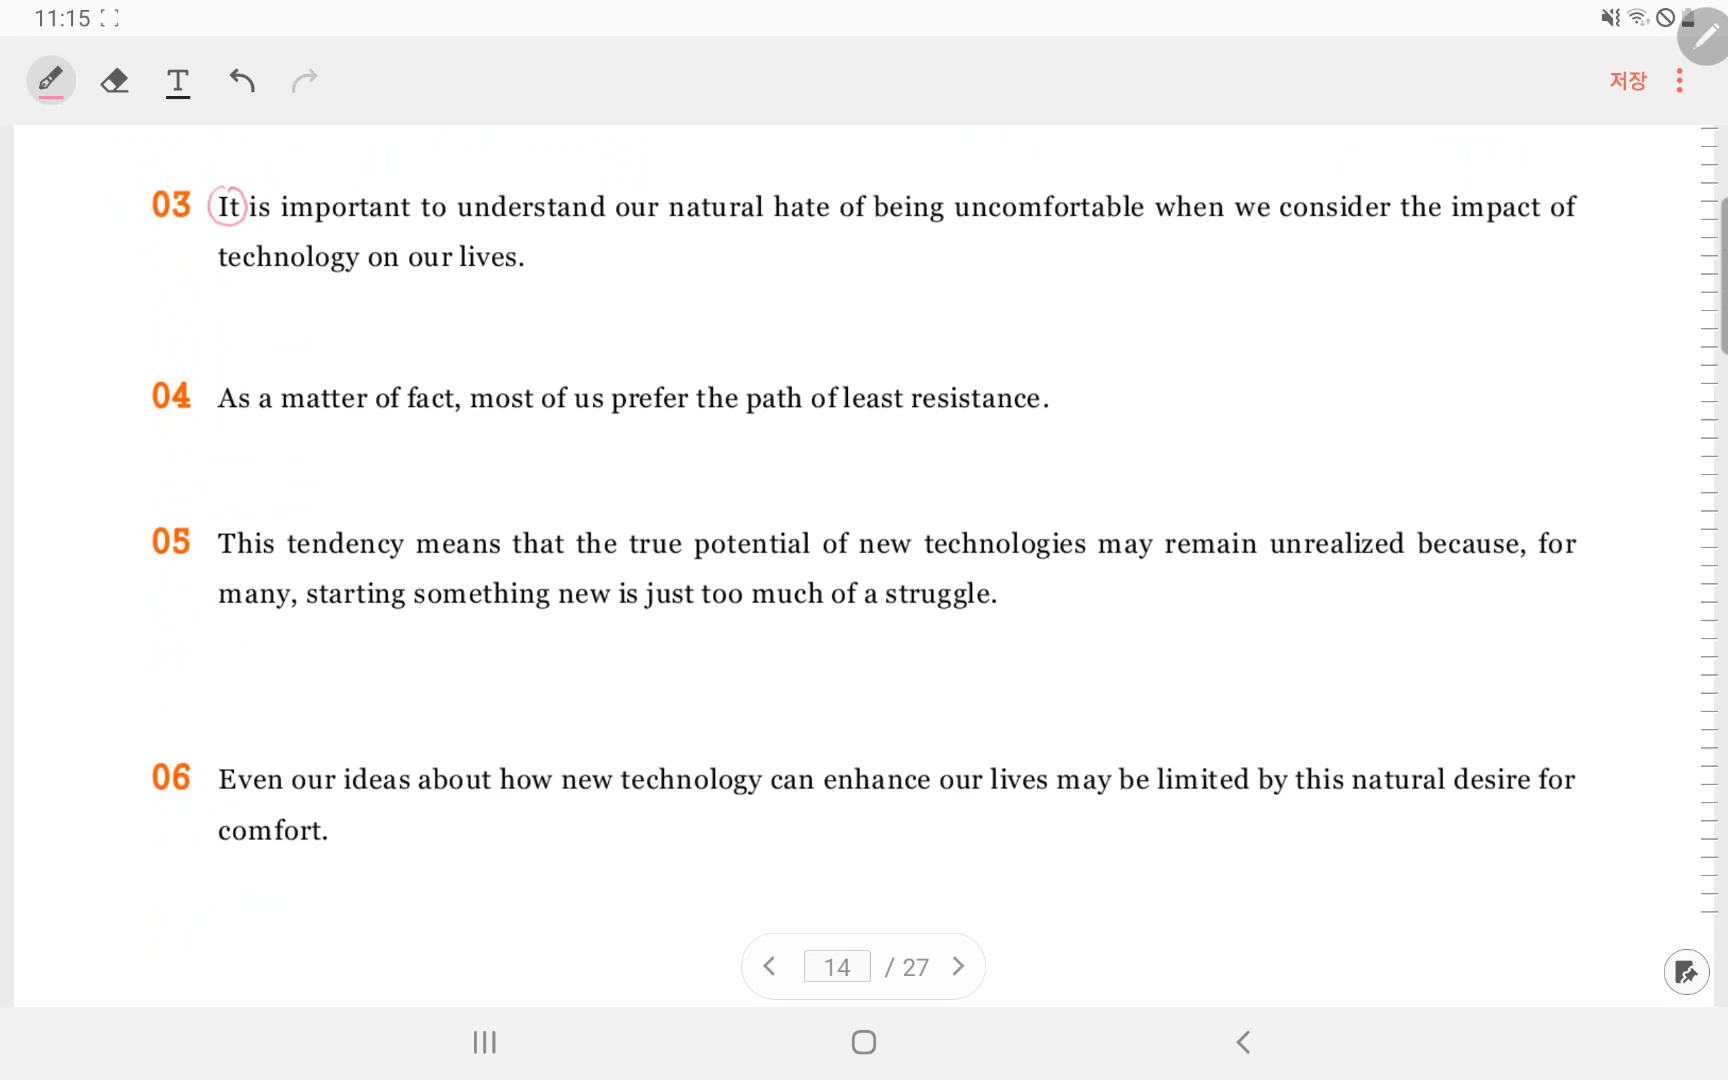 11:15
저장
03 It is important to understand our natural hate of being uncomfortable when we consider the impact of
technology on our lives.
04 As a matter of fact, most of us prefer the path of least resistance.
05 This tendency means that the true potential of new technologies may remain unrealized because, for
many, starting something new is just too much of a struggle.
06 Even our ideas about how new technology can enhance our lives may be limited by this natural desire for
comfort.
14 / 27